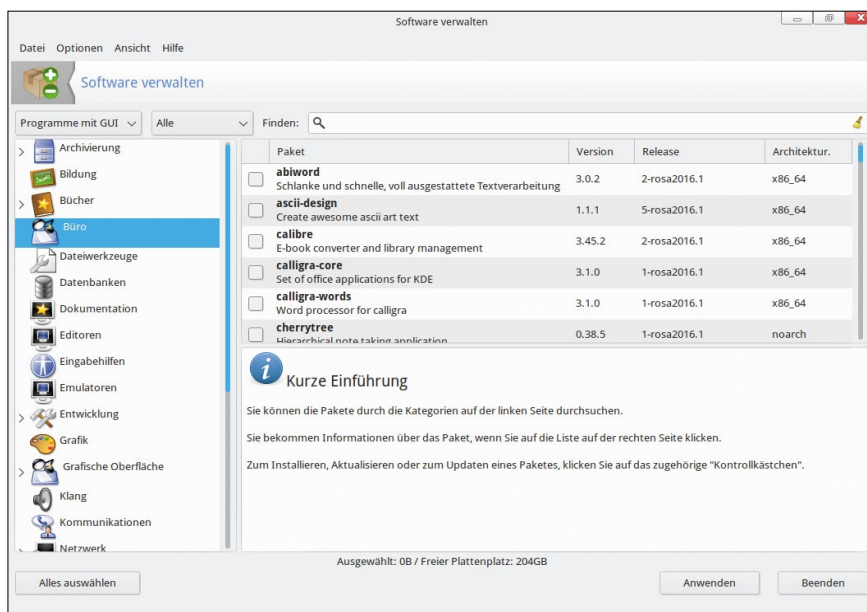 Software verwalten
Datei Optionen Ansicht Hilfe
Software verwalten
Programme mit GUI
Alle
Finden:
Archivierung
Bildung
Bücher
Büro
Dateiwerkzeuge
Datenbanken
Dokumentation
Editoren
Eingabehilfen
Emulatoren
Entwicklung
Grafik
Grafische Oberfläche
Klang
Kommunikationen
Netzwerk
Paket Version Release Architektur.
abiword
Schlanke und schnelle, voll ausgestattete Textverarbeitung 3.0.2 2-rosa2016.1 x86_64
ascii-design
Create awesome ascii art text 1.1.1 5-rosa2016.1 x86_64
calibre
E-book converter and library management 3.45.2 2-rosa2016.1 x86_64
calligra-core
Set of office applications for KDE 3.1.0 1-rosa2016.1 x86_64
calligra-words
Word processor for calligra 3.1.0 1-rosa2016.1 x86_64
cherrytree
Hierarchical note taking application 0.38.5 1-rosa2016.1 noarch
Kurze Einführung
Sie können die Pakete durch die Kategorien auf der linken Seite durchsuchen.
Sie bekommen Informationen über das Paket, wenn Sie auf die Liste auf der rechten Seite klicken.
Zum Installieren, Aktualisieren oder zum Updaten eines Paketes, klicken Sie auf das zugehörige "Kontrollkästchen".
Ausgewählt: 0B / Freier Plattenplatz: 204GB
Alles auswählen
Anwenden
Beenden